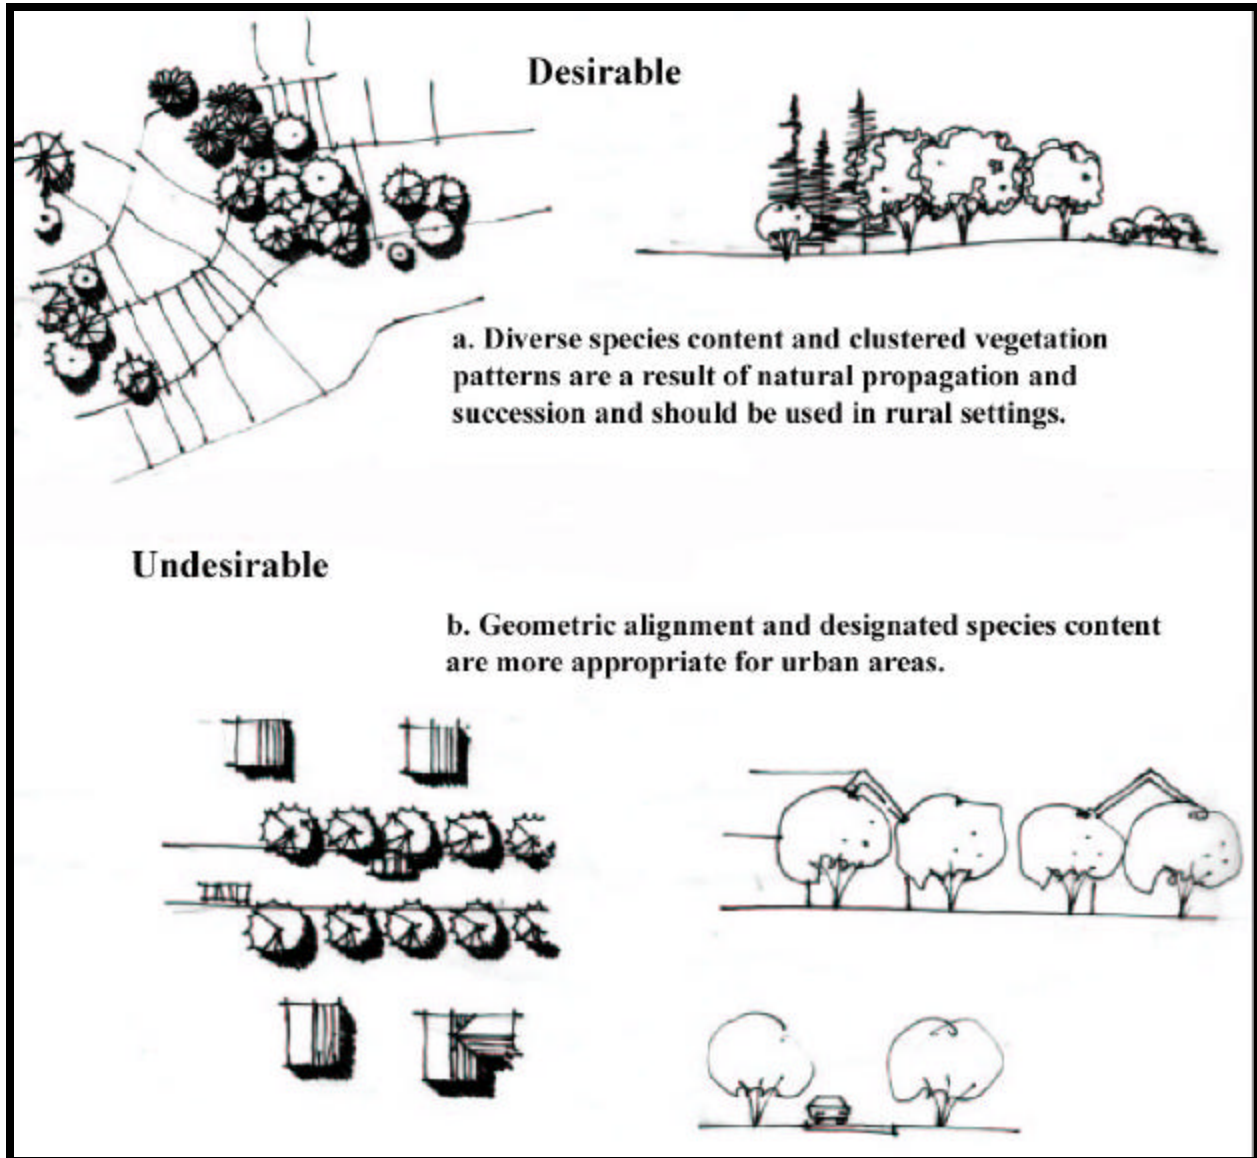 Desirable
a. Diverse species content and clustered vegetation
patterns are a result of natural propagation and
succession and should be used in rural settings.
Undesirable
b. Geometric alignment and designated species content
are more appropriate for urban areas.